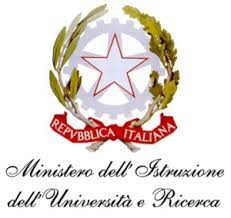 REPVBBLICA ITALIANA
Ministero dell'Istruzione
dell'Università e Ricerca